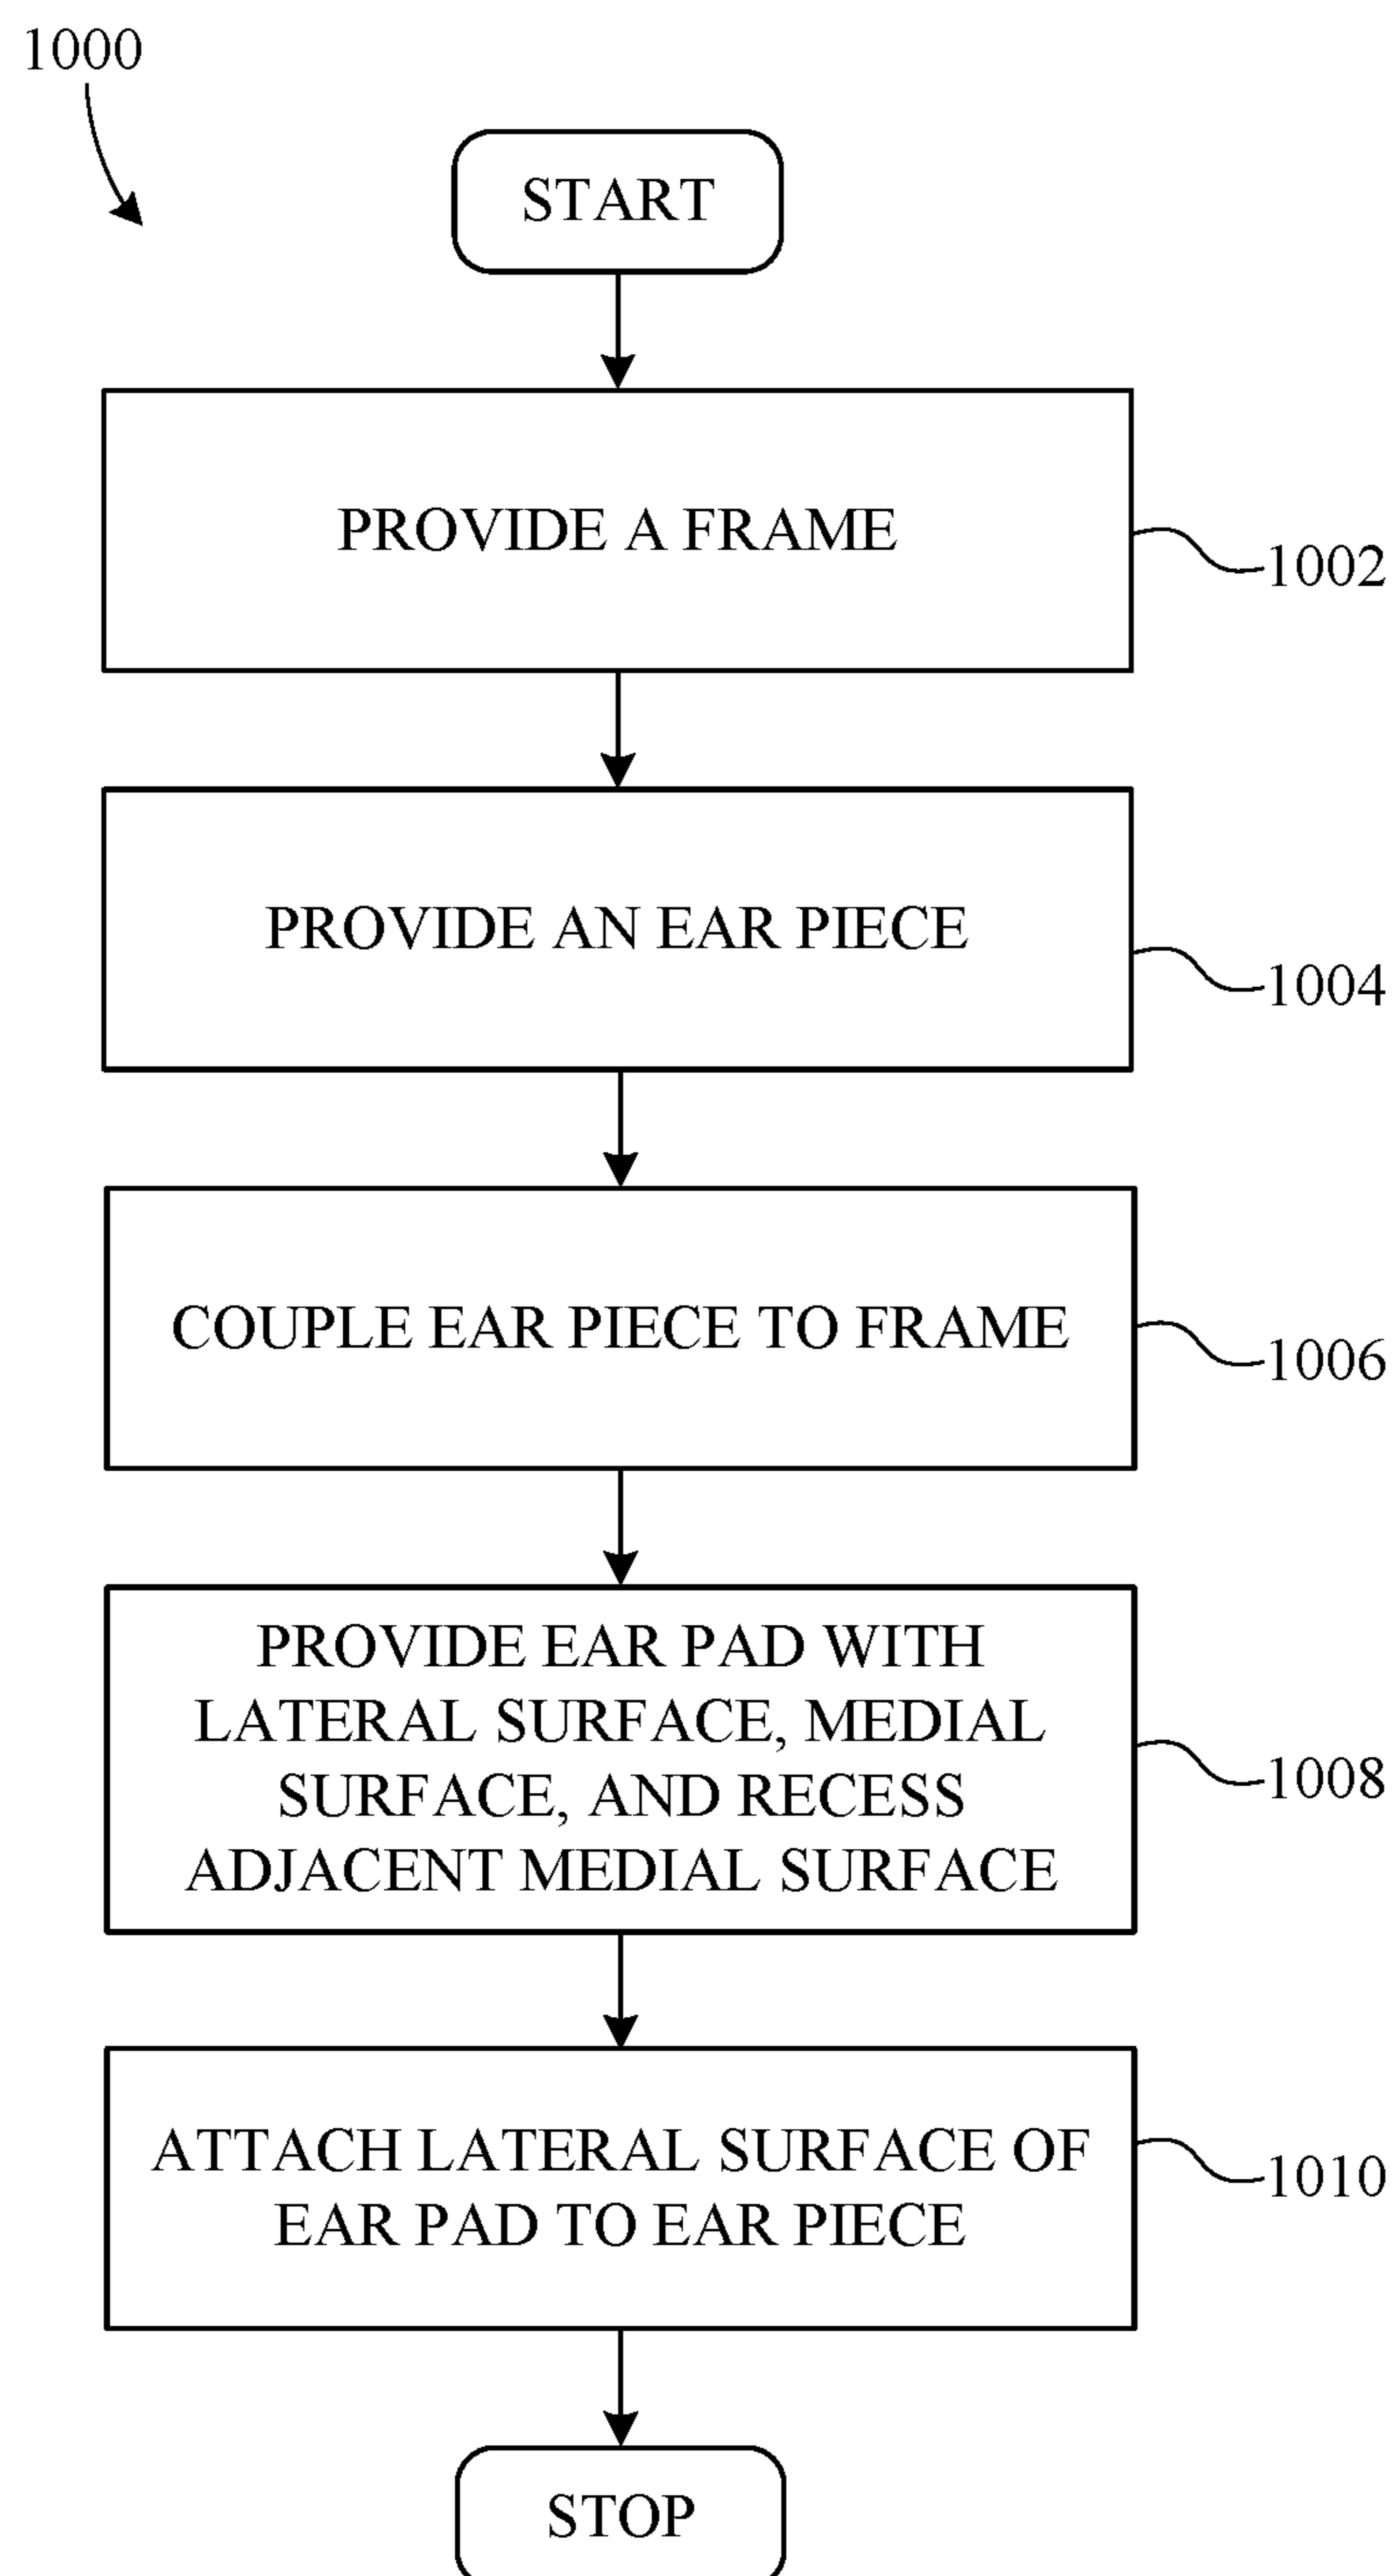 1000
START
PROVIDE A FRAME
1002
PROVIDE AN EAR PIECE
1004
COUPLE EAR PIECE TO FRAME
1006
PROVIDE EAR PAD WITH
LATERAL SURFACE, MEDIAL
SURFACE, AND RECESS
ADJACENT MEDIAL SURFACE
1008
ATTACH LATERAL SURFACE OF
EAR PAD TO EAR PIECE
1010
STOP